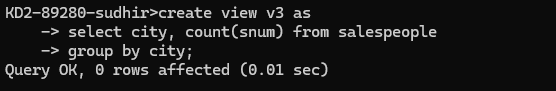 KD2-89280-sudhir>create view v3 as
    -> select city, count(snum) from salespeople
    -> group by city;
Query OK, 0 rows affected (0.01 sec)